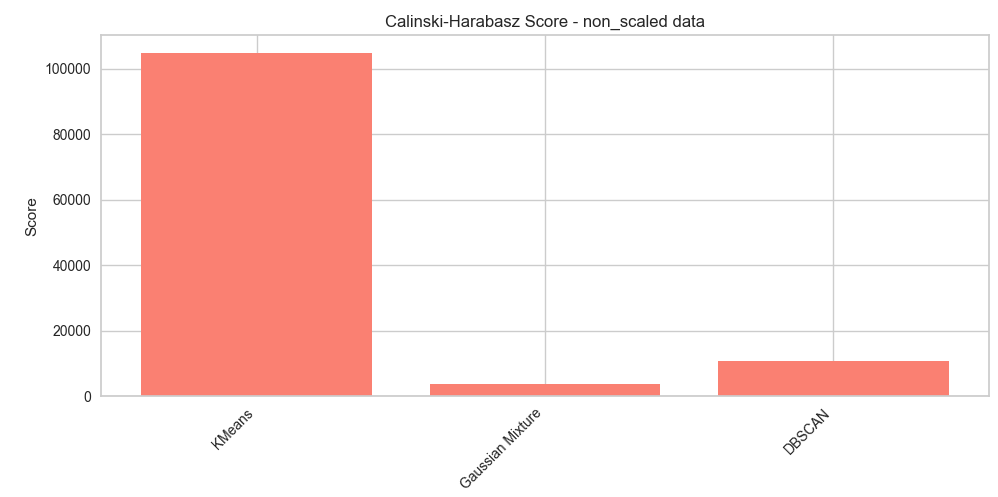 Calinski-Harabasz Score - non_scaled data
Score
100000
80000
60000
40000
20000
0
KMeans
Gaussian Mixture
DBSCAN